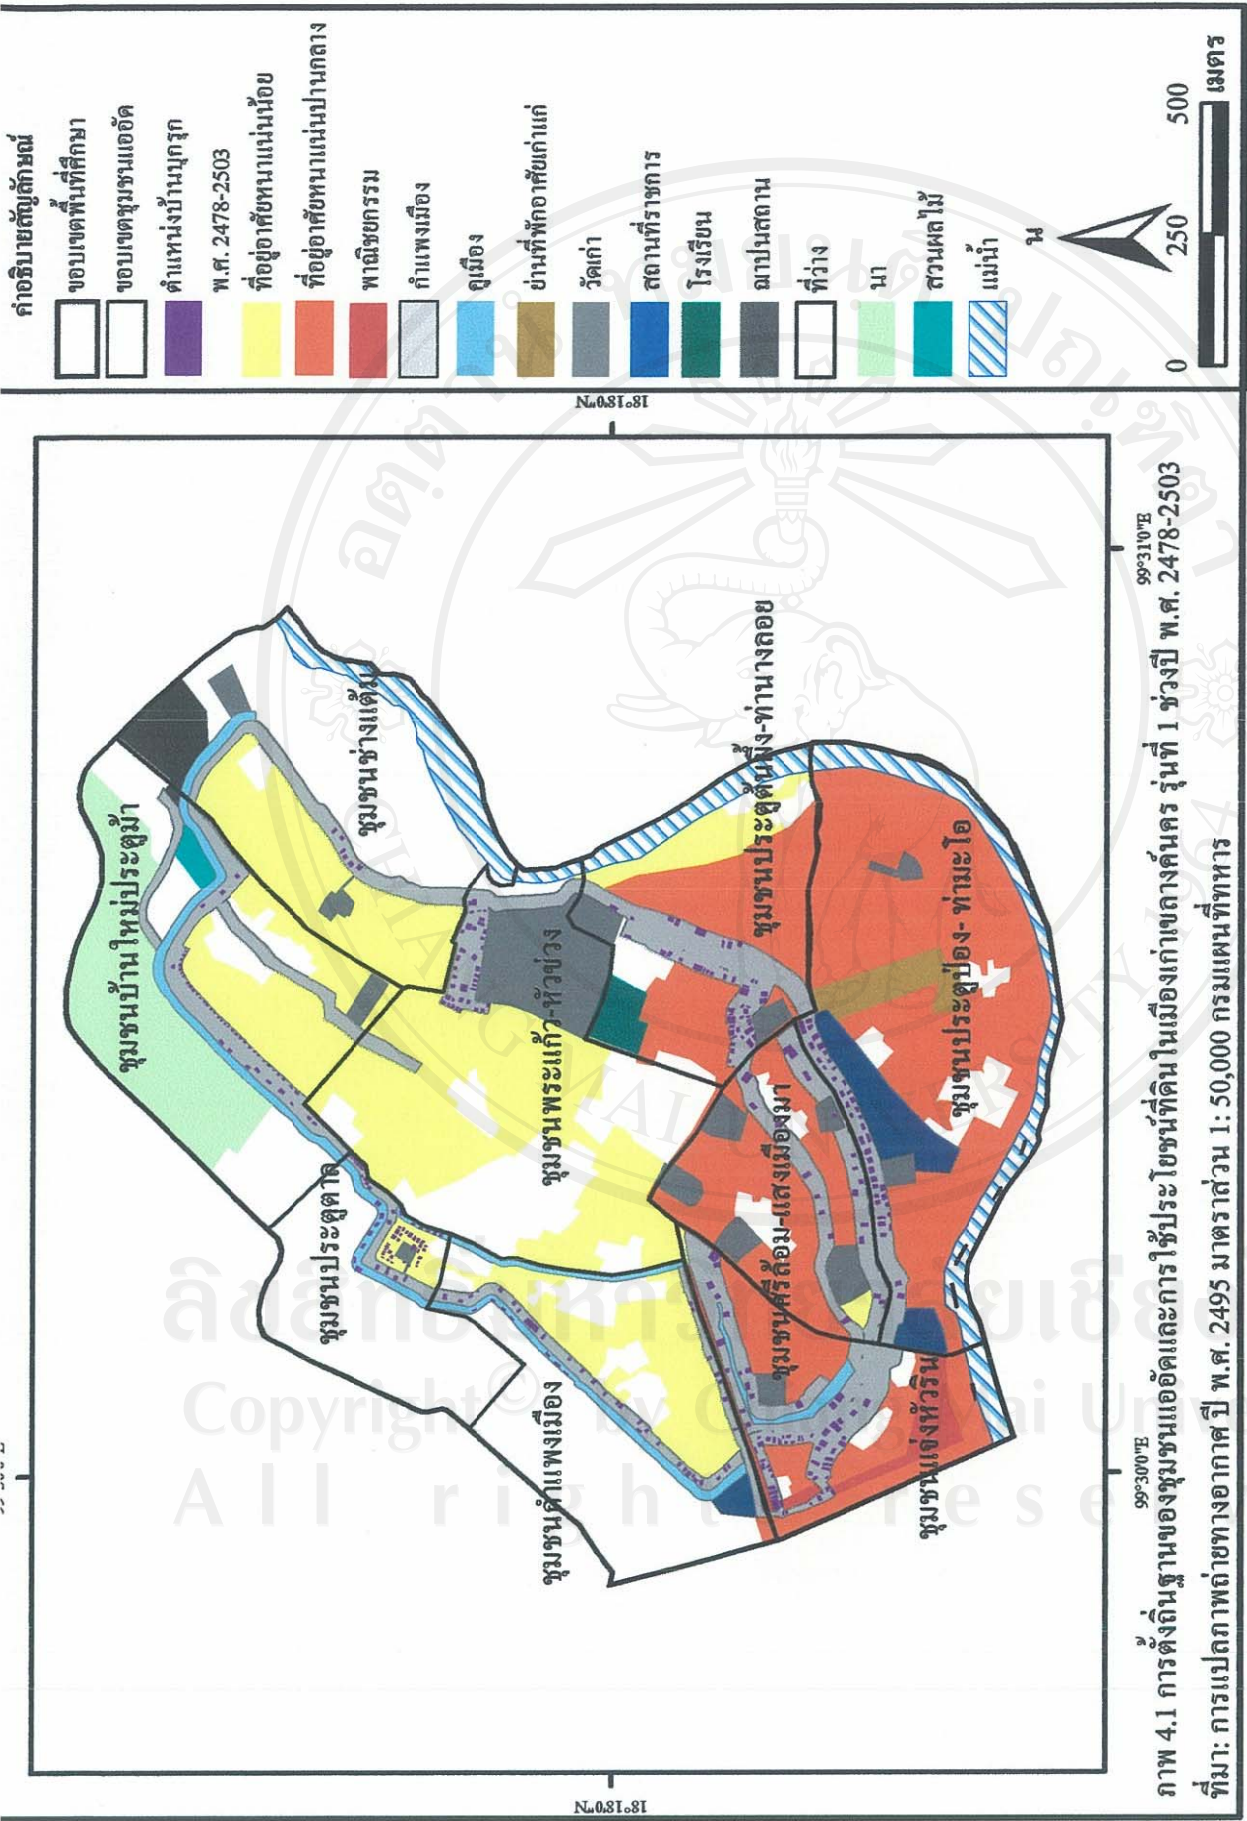 คำอธิบายสัญลักษณ์
ขอบเขตพื้นที่ศึกษา
ขอบเขตชุมชนแออัด
ตำแหน่งบ้านบุกรุก
พ.ศ. 2478-2503
ที่อยู่อาศัยหนาแน่นน้อย
ที่อยู่อาศัยหนาแน่นปานกลาง
พาณิชยกรรม
กำแพงเมือง
คูเมือง
ย่านที่พักอาศัยเก่าแก่
วัดเก่า
สถานที่ราชการ
โรงเรียน
ฌาปนสถาน
ที่ว่าง
นา
สวนผลไม้
แม่น้ำ
น
0 250 500
เมตร
18°18'0"N
18°18'0"N
99°30'0"E
99°31'0"E
ชุมชนบ้านใหม่ประตูม้า
ชุมชนช่างแต้ม
ชุมชนประตูตาล
ชุมชนพระแก้ว-หัวข่วง
ชุมชนประตูต้นผึ้ง-ท่านางลอย
ชุมชนกำแพงเมือง
ชุมชนศรีล้อม-แสงเมืองมา
ชุมชนประตูป่อง- ท่ามะโอ
ชุมชนแจ่งหัวริน
ภาพ 4.1 การตั้งถิ่นฐานของชุมชนแออัดและการใช้ประโยชน์ที่ดินในเมืองเก่าเขลางค์นคร รุ่นที่ 1 ช่วงปี พ.ศ. 2478-2503
ที่มา: การแปลภาพถ่ายทางอากาศ ปี พ.ศ. 2495 มาตราส่วน 1: 50,000 กรมแผนที่ทหาร
Copyright© by Chiang Mai Univ
All rights rese